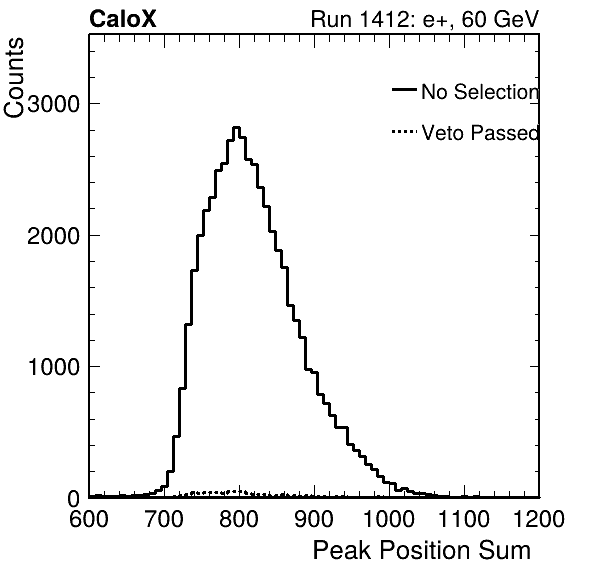 CaloX Run 1412: e+, 60 GeV
Counts
3000
2000
1000
0
No Selection
Veto Passed
600 700 800 900 1000 1100 1200
Peak Position Sum